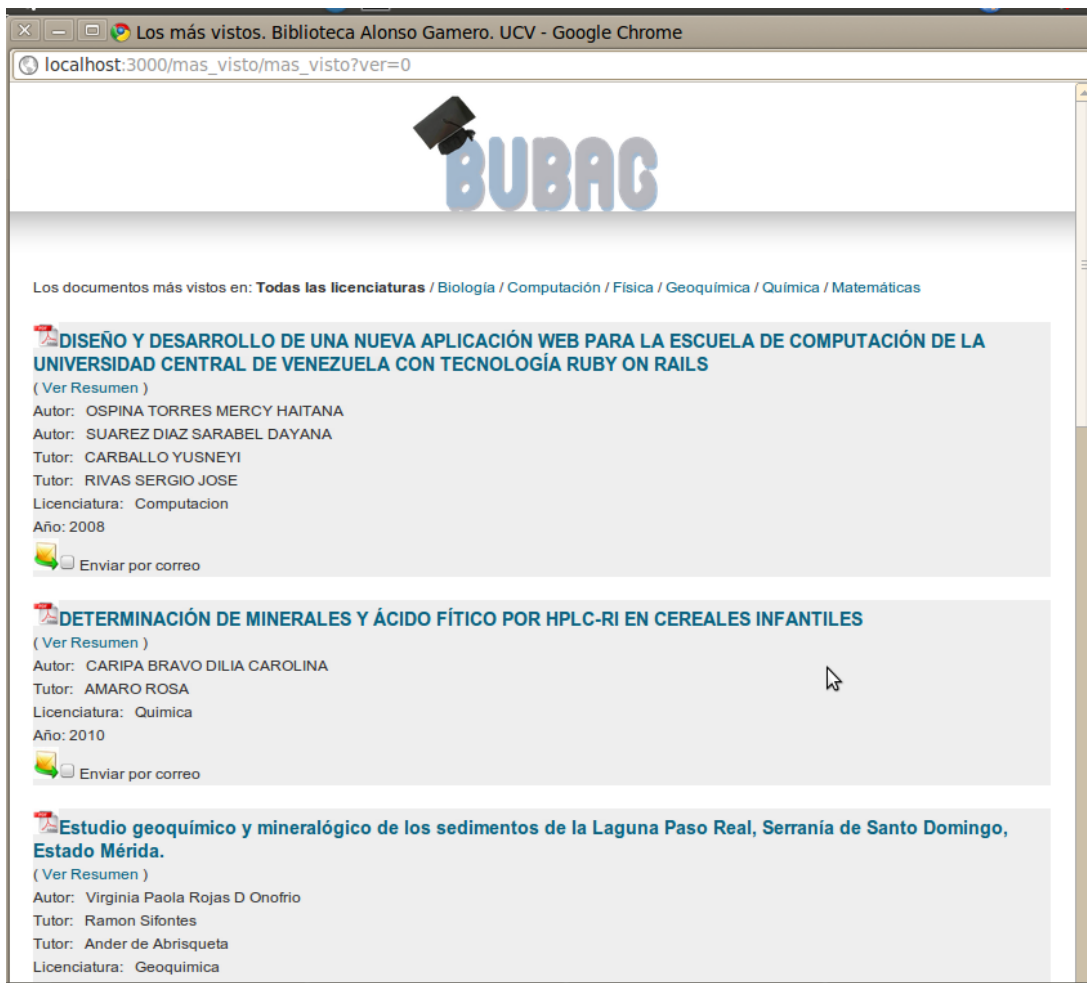 Los más vistos. Biblioteca Alonso Gamero. UCV - Google Chrome
localhost:3000/mas_visto/mas_visto?ver=0
BUBAG
Los documentos más vistos en: Todas las licenciaturas / Biología / Computación / Física / Geoquímica / Química / Matemáticas
DISEÑO Y DESARROLLO DE UNA NUEVA APLICACIÓN WEB PARA LA ESCUELA DE COMPUTACIÓN DE LA
UNIVERSIDAD CENTRAL DE VENEZUELA CON TECNOLOGÍA RUBY ON RAILS
( Ver Resumen )
Autor: OSPINA TORRES MERCY HAITANA
Autor: SUAREZ DIAZ SARABEL DAYANA
Tutor: CARBALLO YUSNEYI
Tutor: RIVAS SERGIO JOSE
Licenciatura: Computacion
Año: 2008
Enviar por correo
DETERMINACIÓN DE MINERALES Y ÁCIDO FÍTICO POR HPLC-RI EN CEREALES INFANTILES
( Ver Resumen )
Autor: CARIPA BRAVO DILIA CAROLINA
Tutor: AMARO ROSA
Licenciatura: Quimica
Año: 2010
Enviar por correo
Estudio geoquímico y mineralógico de los sedimentos de la Laguna Paso Real, Serranía de Santo Domingo,
Estado Mérida.
( Ver Resumen )
Autor: Virginia Paola Rojas D Onofrio
Tutor: Ramon Sifontes
Tutor: Ander de Abrisqueta
Licenciatura: Geoquimica